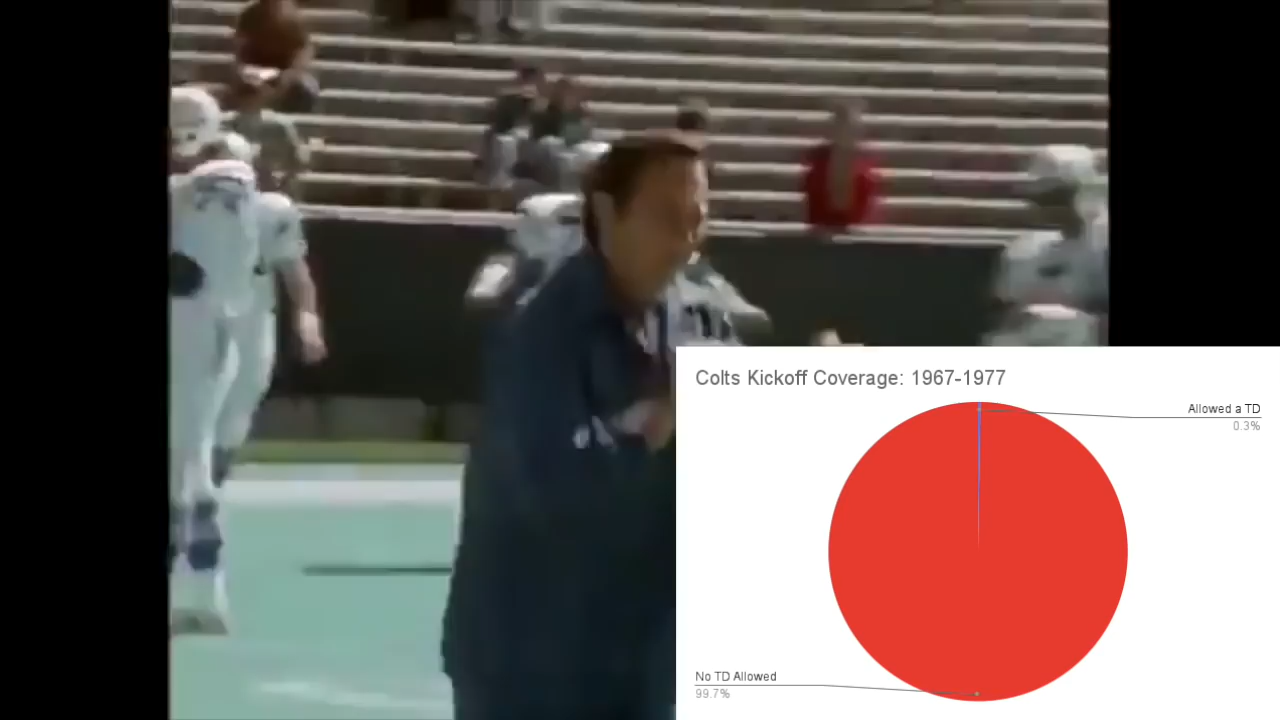 Colts Kickoff Coverage: 1967-1977
Allowed a TD
0.3%
No TD Allowed
99.7%